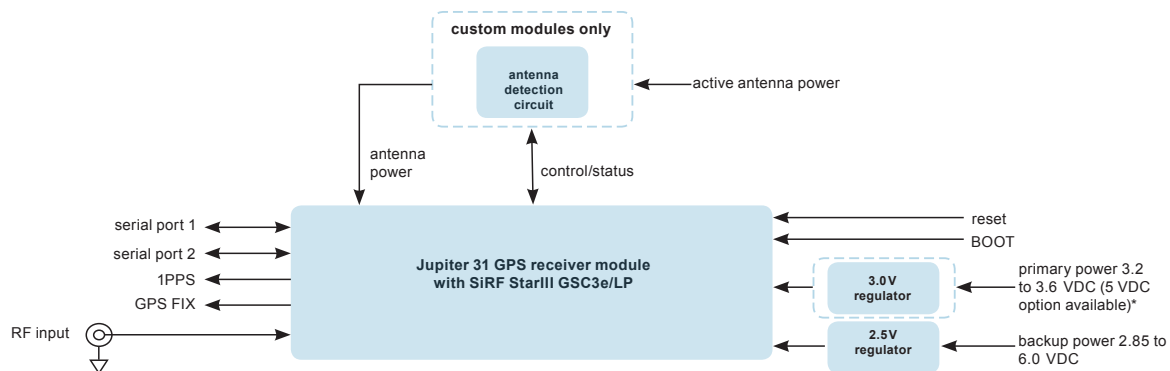 custom modules only
antenna
detection
circuit
active antenna power
antenna
power
control/status
serial port 1
serial port 2
1PPS
GPS FIX
RF input
Jupiter 31 GPS receiver module
with SiRF StarIII GSC3e/LP
reset
BOOT
3.0V
regulator
primary power 3.2
to 3.6 VDC (5 VDC
option available)*
2.5V
regulator
backup power 2.85 to
6.0 VDC